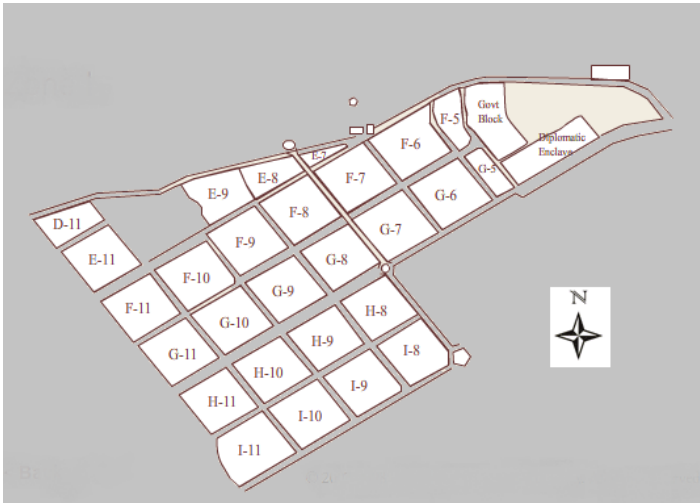 Govt
Block
F-5
Diplomatic
Enclave
F-6
E-7
G-5
E-8
F-7
E-9
G-6
F-8
D-11
G-7
F-9
E-11
G-8
F-10
G-9
F-11
H-8
G-10
H-9
G-11
I-8
H-10
I-9
H-11
I-10
I-11
N